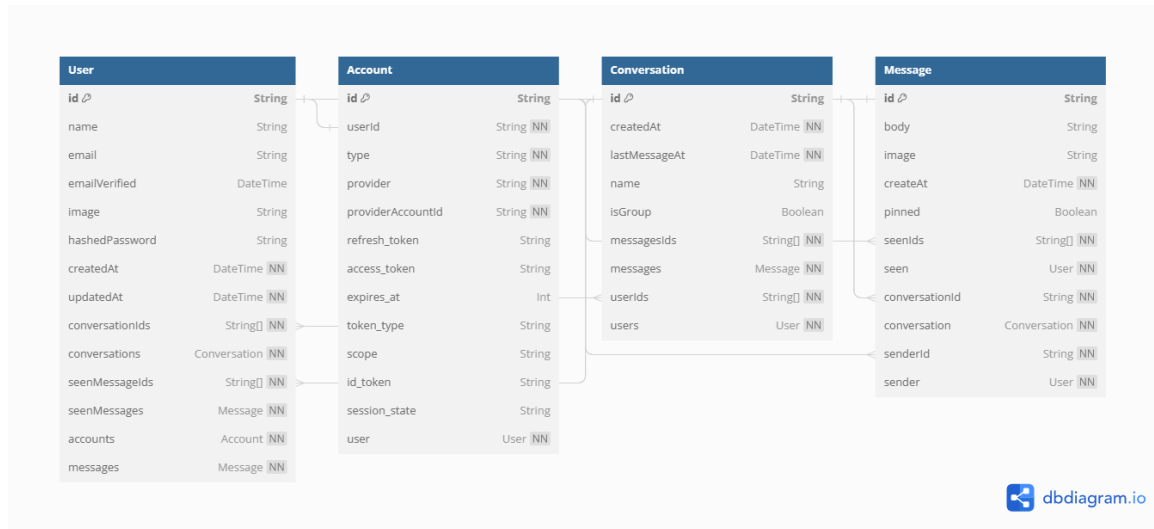 User
id String
name String
email String
emailVerified DateTime
image String
hashedPassword String
createdAt DateTime NN
updatedAt DateTime NN
conversationIds String[] NN
conversations Conversation NN
seenMessageIds String[] NN
seenMessages Message NN
accounts Account NN
messages Message NN
Account
id String
userId String NN
type String NN
provider String NN
providerAccountId String NN
refresh_token String
access_token String
expires_at Int
token_type String
scope String
id_token String
session_state String
user User NN
Conversation
id String
createdAt DateTime NN
lastMessageAt DateTime NN
name String
isGroup Boolean
messagesIds String[] NN
messages Message NN
userIds String[] NN
users User NN
Message
id String
body String
image String
createAt DateTime NN
pinned Boolean
seenIds String[] NN
seen User NN
conversationId String NN
conversation Conversation NN
senderId String NN
sender User NN
dbdiagram.io